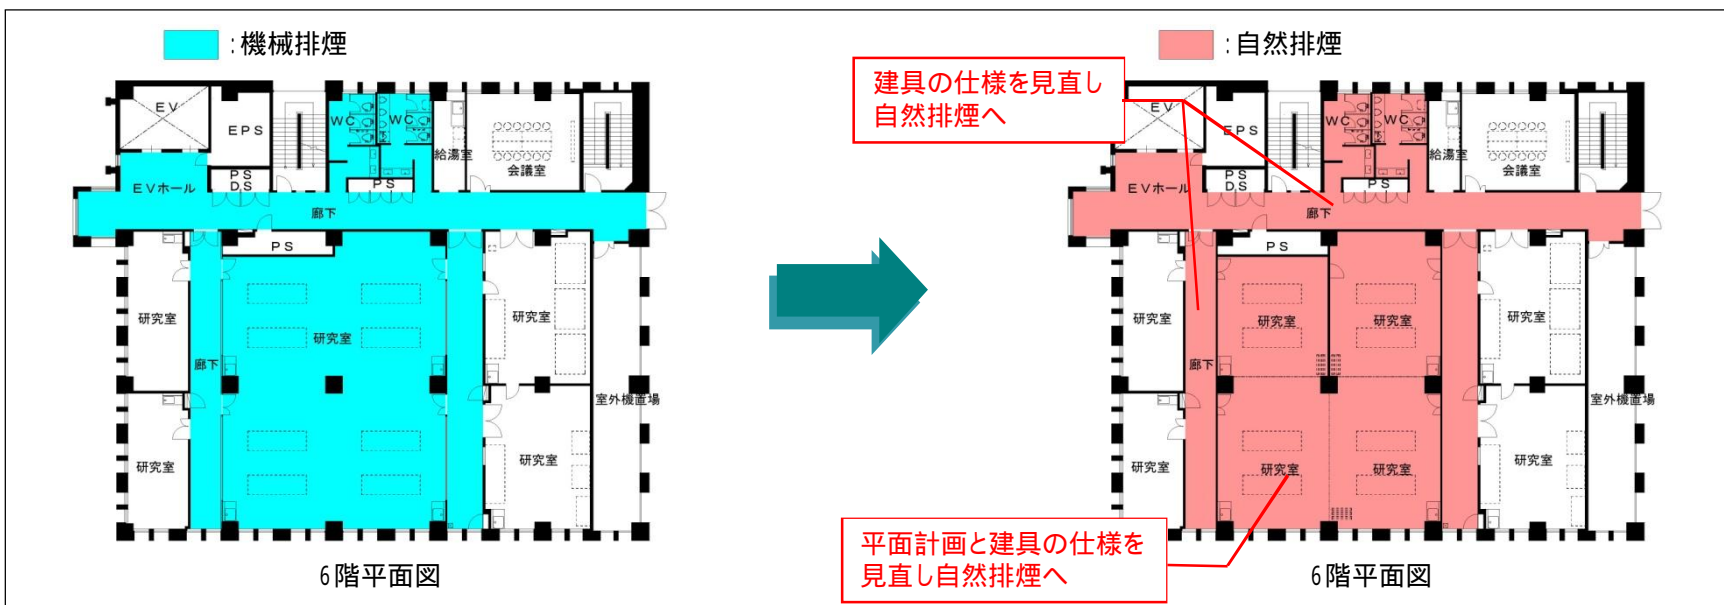 :機械排煙
EV
EPS
WC
WC
給湯室
会議室
EVホール
PS
DS
PS
廊下
PS
研究室
研究室
研究室
廊下
室外機置場
研究室
研究室
6階平面図
:自然排煙
建具の仕様を見直し
自然排煙へ
EV
EPS
WC
WC
給湯室
会議室
EVホール
PS
DS
PS
廊下
PS
研究室
研究室
研究室
研究室
廊下
室外機置場
研究室
研究室
研究室
研究室
平面計画と建具の仕様を
見直し自然排煙へ
6階平面図